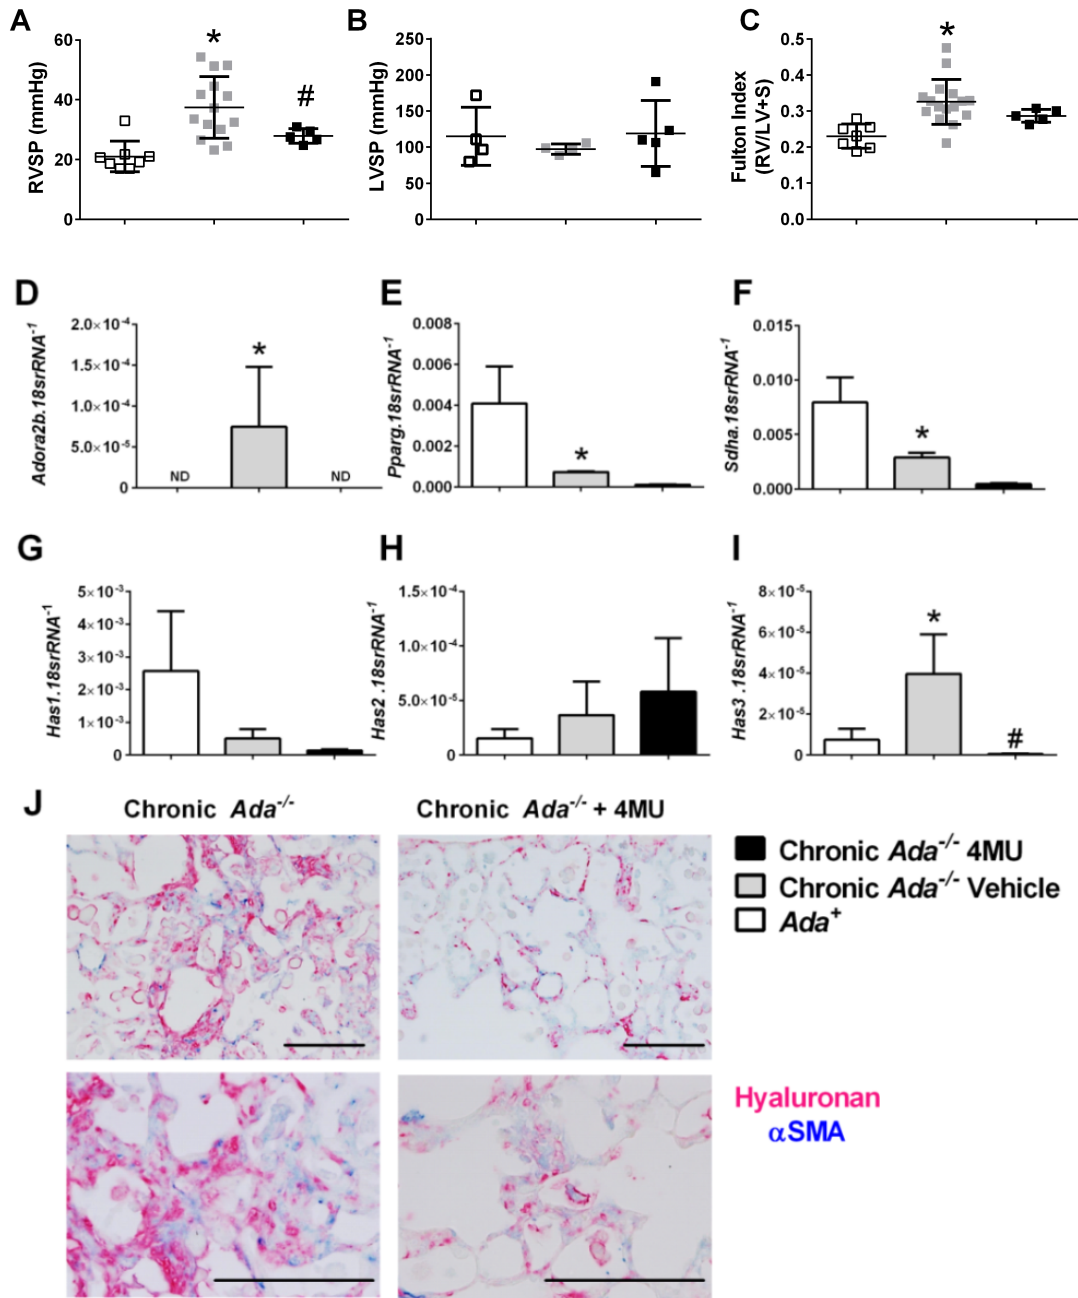 A
B
C
RVSP (mmHg)
60
40
20
0
*
#
LVSP (mmHg)
250
200
150
100
50
0
Fulton Index
(RV/LV+S)
0.5
0.4
0.3
0.2
0.1
0.0
*
D
E
F
Adora2b.18srRNA⁻¹
2.0×10⁻⁴
1.5×10⁻⁴
1.0×10⁻⁴
5.0×10⁻⁵
0
ND
*
ND
Pparg.18srRNA⁻¹
0.008
0.006
0.004
0.002
0.000
*
Sdha.18srRNA⁻¹
0.015
0.010
0.005
0.000
*
G
H
I
Has1.18srRNA⁻¹
5×10⁻³
4×10⁻³
3×10⁻³
2×10⁻³
1×10⁻³
0
Has2 .18srRNA⁻¹
1.5×10⁻⁴
1.0×10⁻⁴
5.0×10⁻⁵
0
Has3 .18srRNA⁻¹
8×10⁻⁵
6×10⁻⁵
4×10⁻⁵
2×10⁻⁵
0
*
#
J
Chronic Ada⁻/⁻
Chronic Ada⁻/⁻ + 4MU
Chronic Ada⁻/⁻ 4MU
Chronic Ada⁻/⁻ Vehicle
Ada⁺
Hyaluronan
αSMA